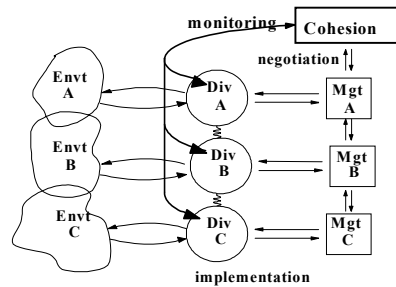 monitoring
Cohesion
negotiation
Envt
A
Div
A
Mgt
A
Envt
B
Div
B
Mgt
B
Envt
C
Div
C
Mgt
C
implementation